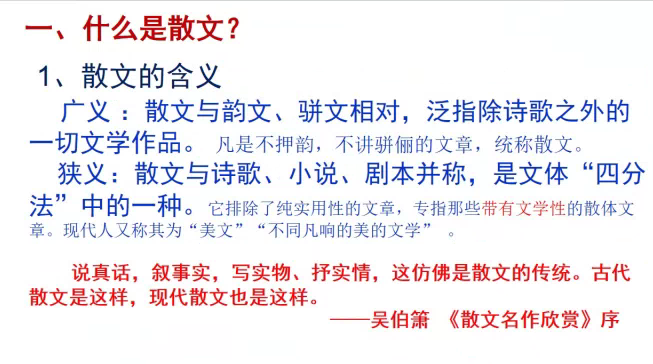 一、什么是散文？
1、散文的含义
广义 ：散文与韵文、骈文相对，泛指除诗歌之外的
一切文学作品。 凡是不押韵，不讲骈俪的文章，统称散文。
狭义：散文与诗歌、小说、剧本并称，是文体“四分
法”中的一种。它排除了纯实用性的文章，专指那些带有文学性的散体文
章。现代人又称其为“美文”“不同凡响的美的文学” 。
说真话，叙事实，写实物、抒实情，这仿佛是散文的传统。古代
散文是这样，现代散文也是这样。
——吴伯箫 《散文名作欣赏》序